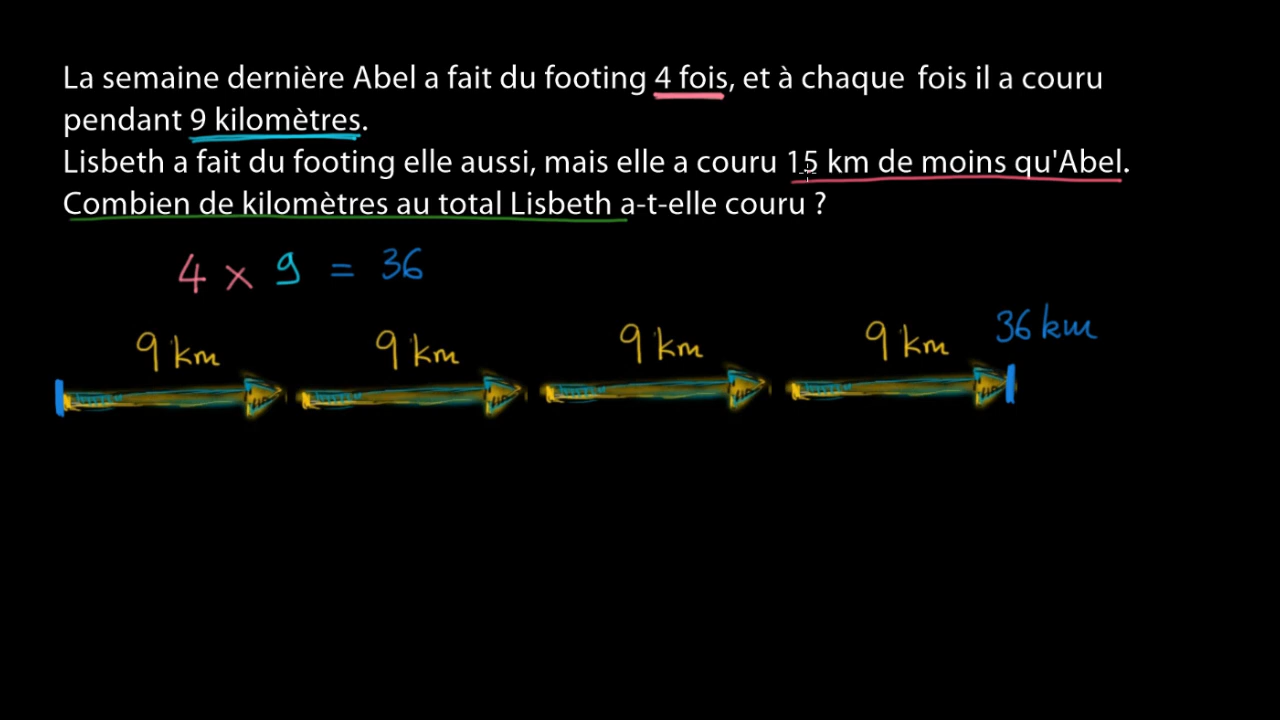 La semaine dernière Abel a fait du footing 4 fois, et à chaque fois il a couru
pendant 9 kilomètres.
Lisbeth a fait du footing elle aussi, mais elle a couru 15 km de moins qu'Abel.
Combien de kilomètres au total Lisbeth a-t-elle couru ?
4 x 9 = 36
9 km 9 km 9 km 9 km 36 km